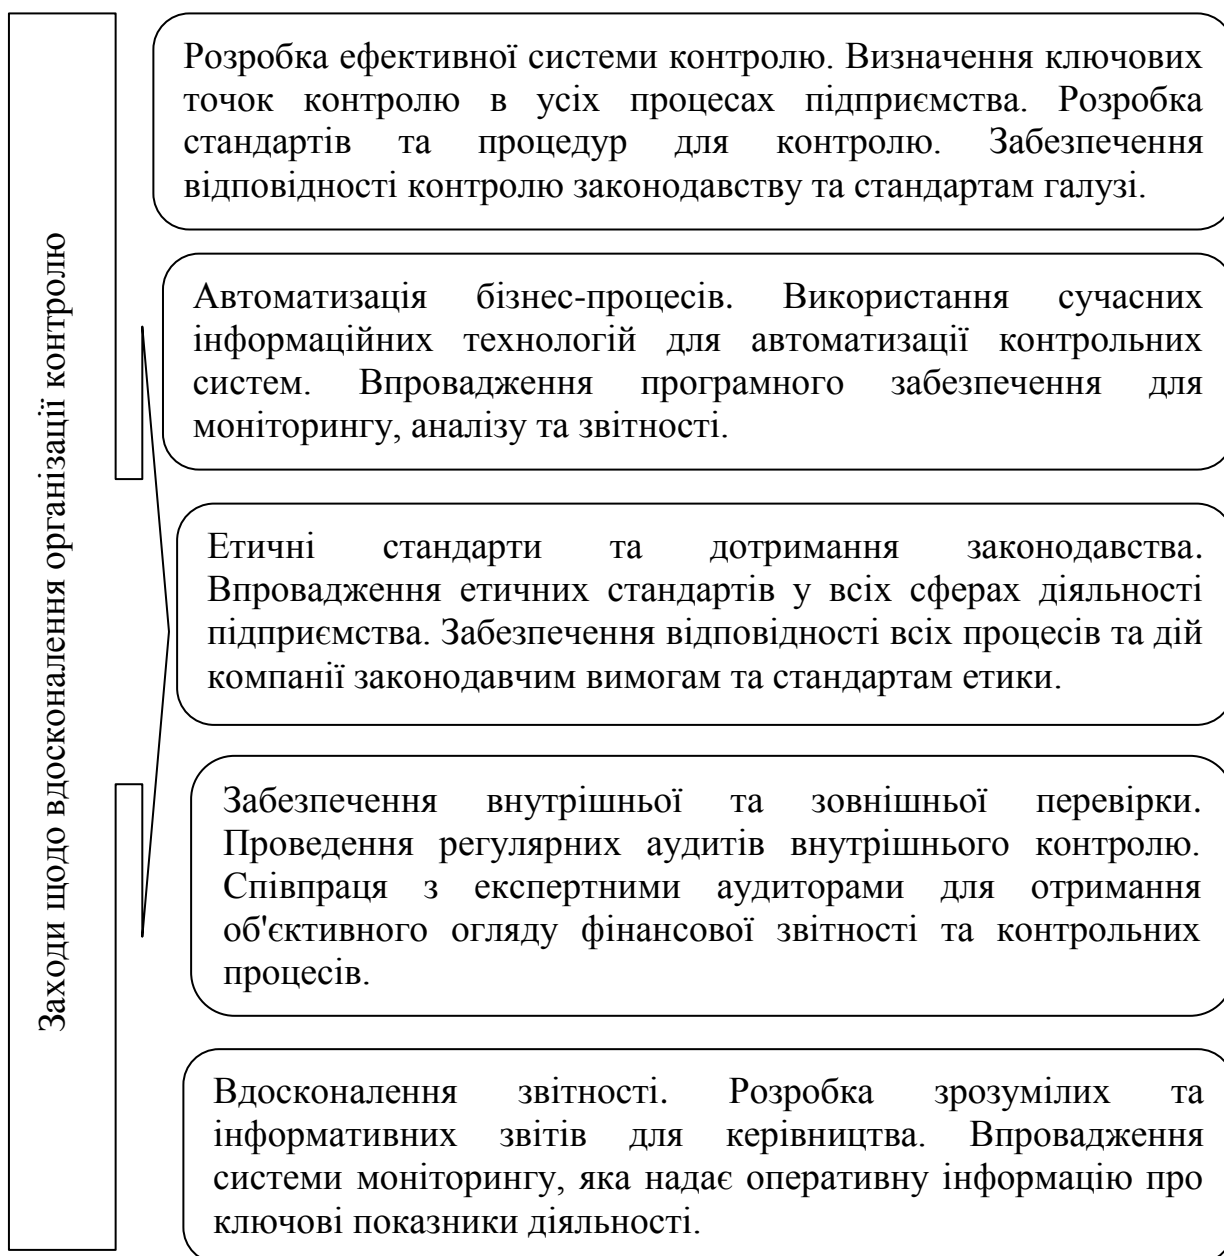 Заходи щодо вдосконалення організації контролю
Розробка ефективної системи контролю. Визначення ключових
точок контролю в усіх процесах підприємства. Розробка
стандартів та процедур для контролю. Забезпечення
відповідності контролю законодавству та стандартам галузі.
Автоматизація бізнес-процесів. Використання сучасних
інформаційних технологій для автоматизації контрольних
систем. Впровадження програмного забезпечення для
моніторингу, аналізу та звітності.
Етичні стандарти та дотримання законодавства.
Впровадження етичних стандартів у всіх сферах діяльності
підприємства. Забезпечення відповідності всіх процесів та дій
компанії законодавчим вимогам та стандартам етики.
Забезпечення внутрішньої та зовнішньої перевірки.
Проведення регулярних аудитів внутрішнього контролю.
Співпраця з експертними аудиторами для отримання
об'єктивного огляду фінансової звітності та контрольних
процесів.
Вдосконалення звітності. Розробка зрозумілих та
інформативних звітів для керівництва. Впровадження
системи моніторингу, яка надає оперативну інформацію про
ключові показники діяльності.